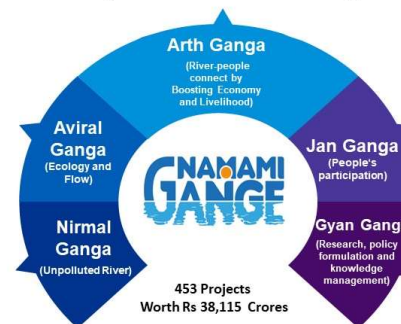 Arth Ganga
(River-people
connect by
Boosting Economy
and Livelihood)
Aviral
Ganga
(Ecology and
Flow)
Jan Ganga
(People's
participation)
Nirmal
Ganga
(Unpolluted River)
Gyan Gang
(Research, policy
formulation and
knowledge
management)
NAMAMI
GANGE
453 Projects
Worth Rs 38,115 Crores